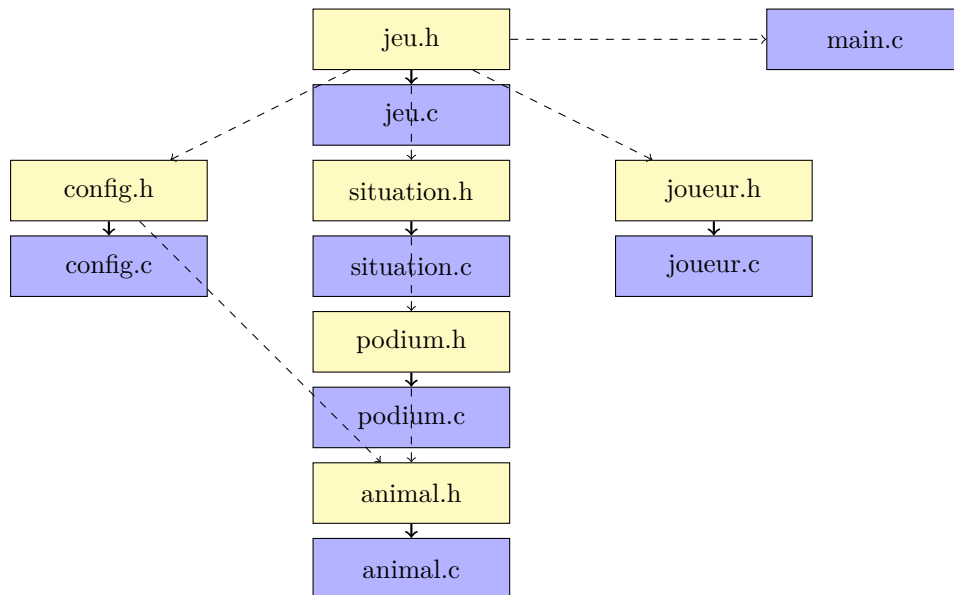 jeu.h
main.c
jeu.c
config.h
situation.h
joueur.h
config.c
situation.c
joueur.c
podium.h
podium.c
animal.h
animal.c